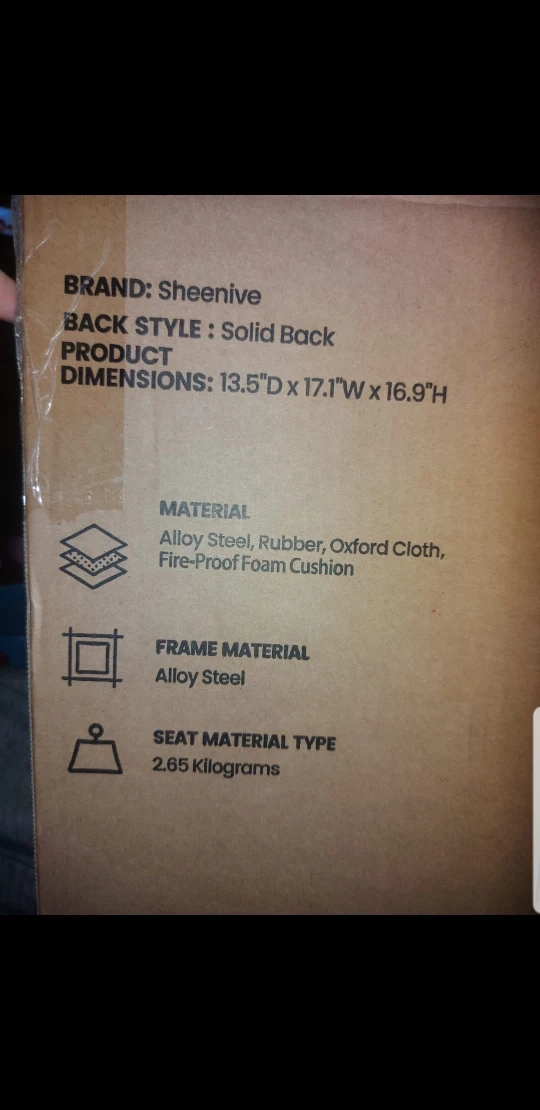 BRAND: Sheenive
BACK STYLE : Solid Back
PRODUCT
DIMENSIONS: 13.5"D x 17.1"W x 16.9"H
MATERIAL
Alloy Steel, Rubber, Oxford Cloth,
Fire-Proof Foam Cushion
FRAME MATERIAL
Alloy Steel
SEAT MATERIAL TYPE
2.65 Kilograms